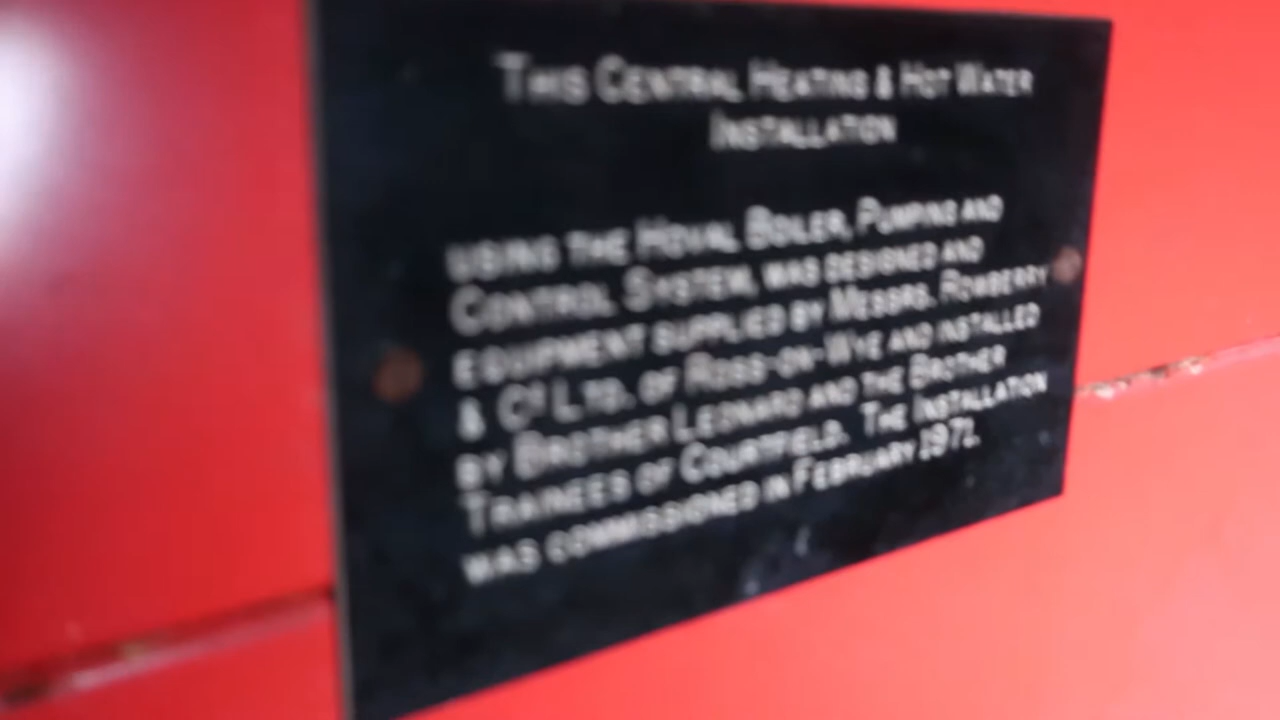 THIS CENTRAL HEATING & HOT WATER
INSTALLATION
USING THE HOVAL BOILER, PUMPING AND
CONTROL SYSTEM, WAS DESIGNED AND
EQUIPMENT SUPPLIED BY MESSRS. ROWBERRY
& Co LTD. OF ROSS-ON-WYE AND INSTALLED
BY BROTHER LEONARD AND THE BROTHER
TRAINEES OF COURTFIELD. THE INSTALLATION
WAS COMMISSIONED IN FEBRUARY 1971.